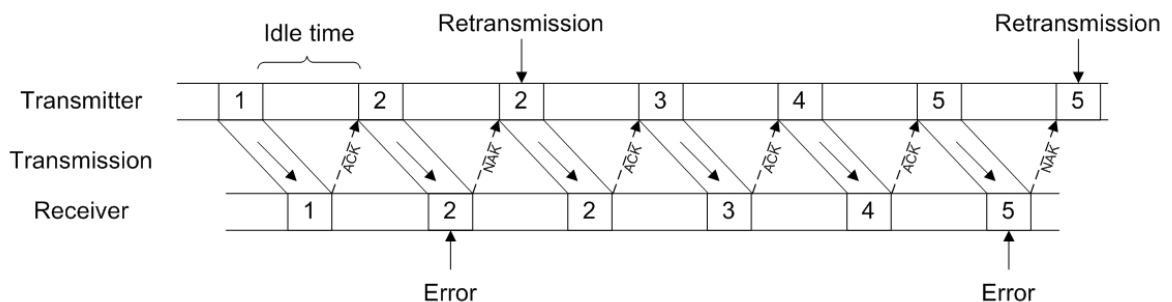 Retransmission Retransmission
Idle time
Transmitter 1 2 2 3 4 5 5
Transmission ACK NAK ACK ACK ACK NAK
Receiver 1 2 2 3 4 5
Error Error